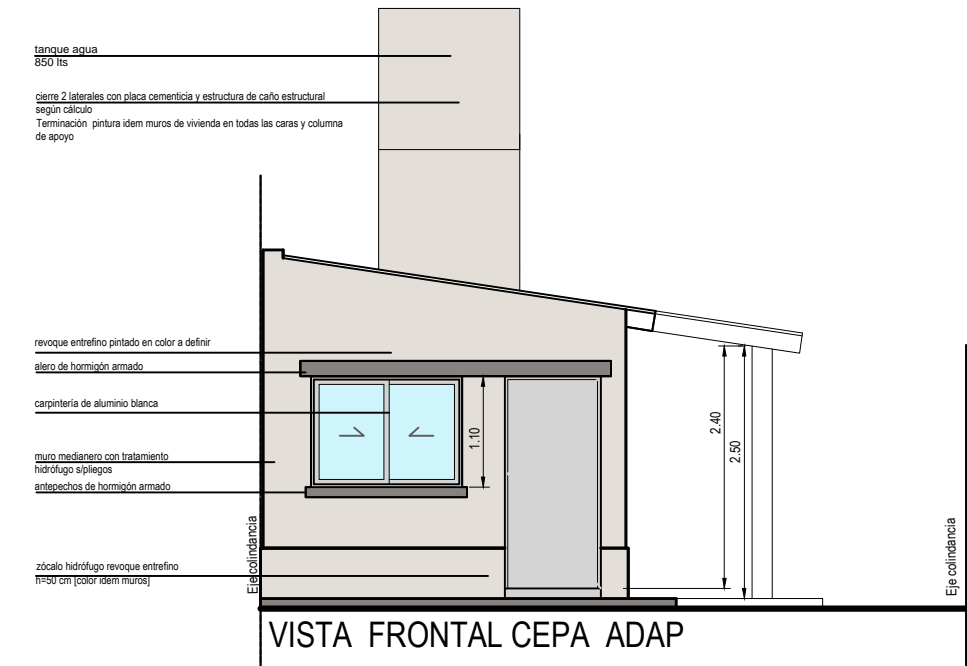 tanque agua
850 lts
cierre 2 laterales con placa cementicia y estructura de caño estructural
según cálculo
Terminación pintura idem muros de vivienda en todas las caras y columna
de apoyo
revoque entrefino pintado en color a definir
alero de hormigón armado
carpintería de aluminio blanca
muro medianero con tratamiento
hidrófugo s/pliegos
antepechos de hormigón armado
zócalo hidrófugo revoque entrefino
h=50 cm [color idem muros]
Eje colindancia
1.10
2.40
2.50
Eje colindancia
VISTA FRONTAL CEPA ADAP